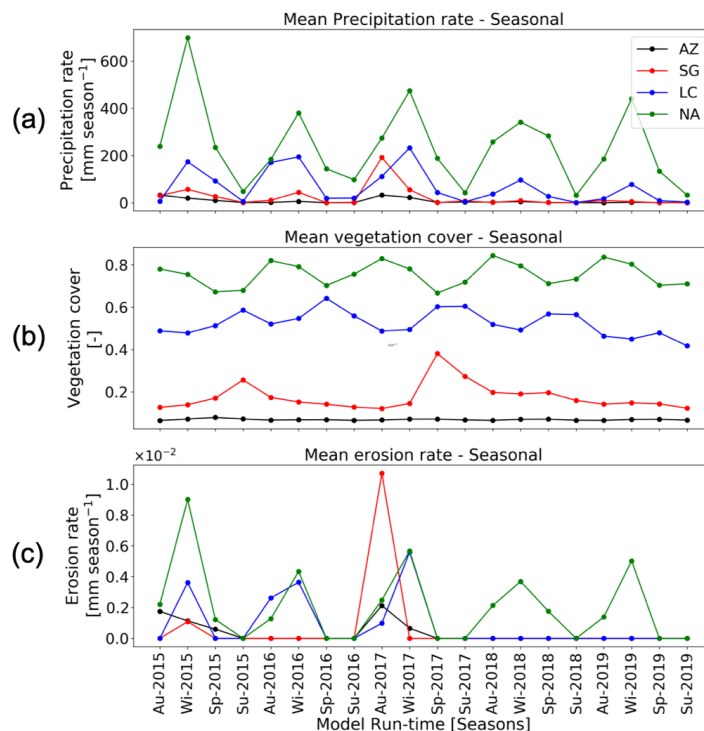 Mean Precipitation rate - Seasonal
(a)
Precipitation rate
[mm season⁻¹]
600
400
200
0
AZ
SG
LC
NA
Mean vegetation cover - Seasonal
(b)
Vegetation cover
[-]
0.8
0.6
0.4
0.2
Mean erosion rate - Seasonal
×10⁻²
(c)
Erosion rate
[mm season⁻¹]
1.0
0.8
0.6
0.4
0.2
0.0
Au-2015
Wi-2015
Sp-2015
Su-2015
Au-2016
Wi-2016
Sp-2016
Su-2016
Au-2017
Wi-2017
Sp-2017
Su-2017
Au-2018
Wi-2018
Sp-2018
Su-2018
Au-2019
Wi-2019
Sp-2019
Su-2019
Model Run-time [Seasons]